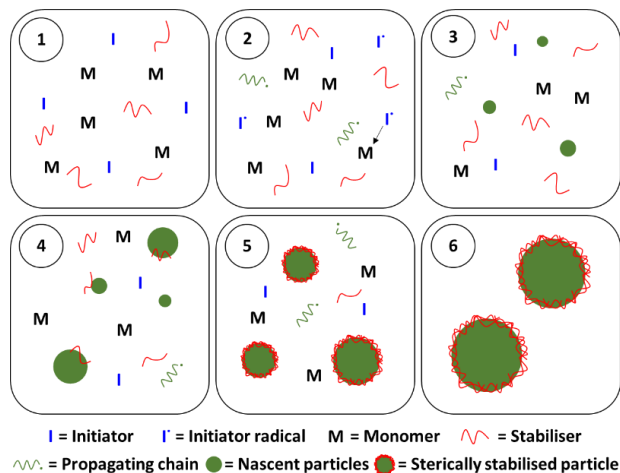 1 I
M M
I I
M
M
M I
2 I I•
M M
I• M I•
M
M I
3
I
M M
M I
4 M
I
M M
I
5
M
I I
M
M
6
I = Initiator I• = Initiator radical M = Monomer = Stabiliser
= Propagating chain = Nascent particles = Sterically stabilised particle